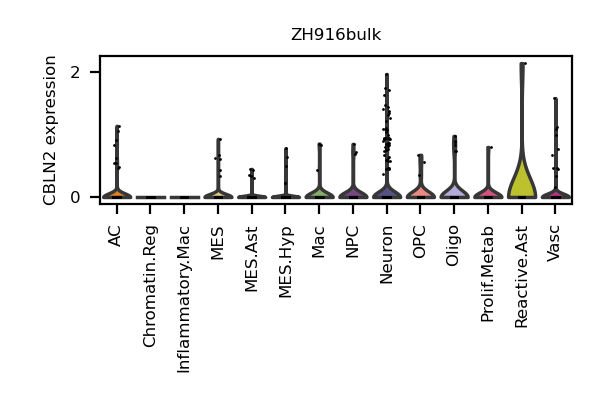 ZH916bulk
CBLN2 expression
2
0
AC
Chromatin.Reg
Inflammatory.Mac
MES
MES.Ast
MES.Hyp
Mac
NPC
Neuron
OPC
Oligo
Prolif.Metab
Reactive.Ast
Vasc